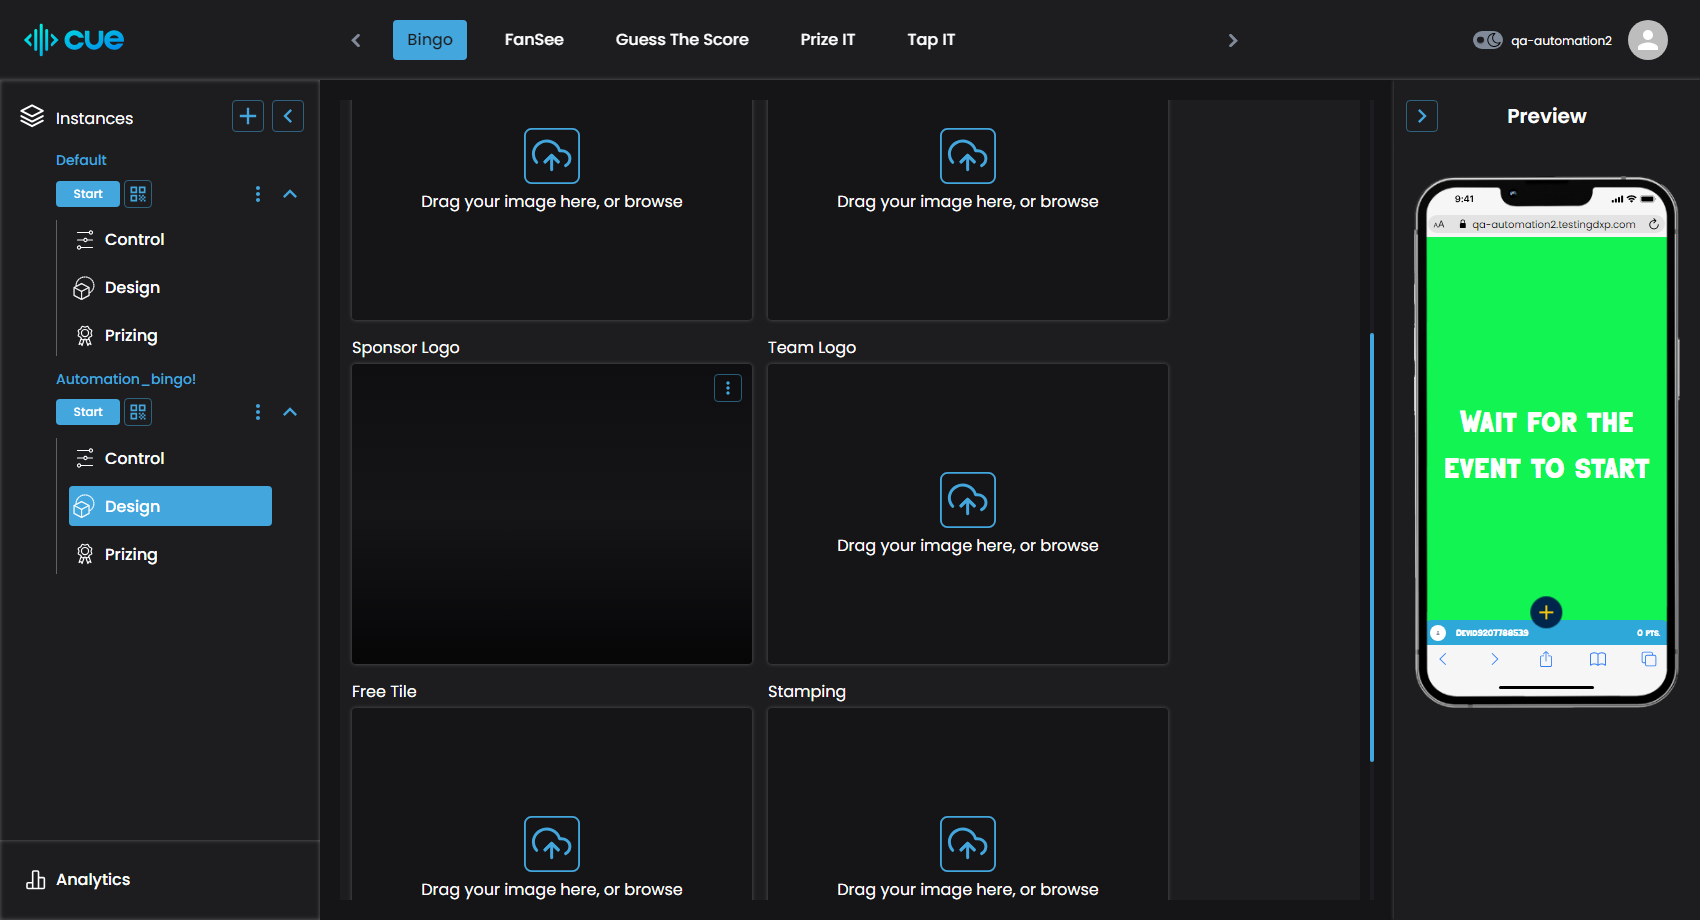 cue
Bingo
FanSee
Guess The Score
Prize IT
Tap IT
qa-automation2
Instances
Default
Start
Control
Design
Prizing
Automation_bingo!
Start
Control
Design
Prizing
Analytics
Drag your image here, or browse
Drag your image here, or browse
Sponsor Logo
Team Logo
Drag your image here, or browse
Free Tile
Stamping
Drag your image here, or browse
Drag your image here, or browse
Preview
9:41
AA
qa-automation2.testingdxp.com
WAIT FOR THE
EVENT TO START
DEVID9207788539
0 PTS.